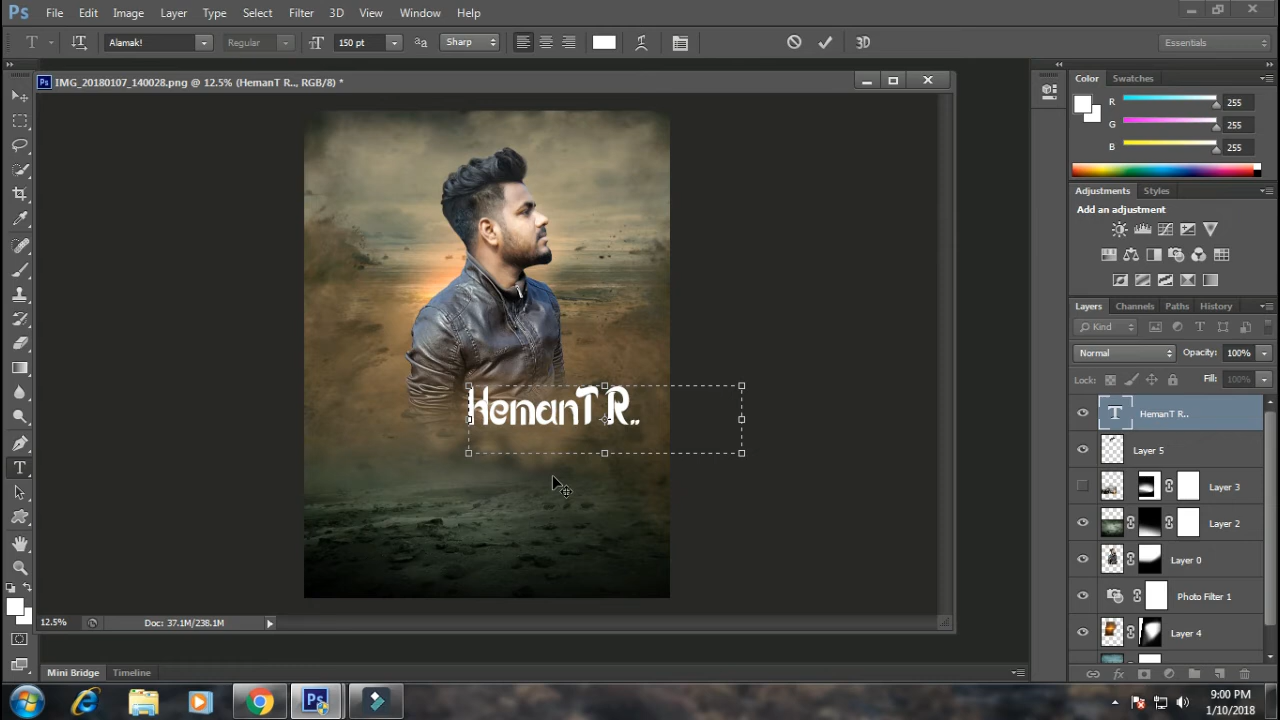 Ps File Edit Image Layer Type Select Filter 3D View Window Help
T Alamak! Regular 150 pt aa Sharp 3D Essentials
Ps IMG_20180107_140028.png @ 12.5% (HemanT R.., RGB/8) *
Color Swatches
R 255
G 255
B 255
Adjustments Styles
Add an adjustment
Layers Channels Paths History
Kind
Normal Opacity: 100%
Lock: Fill: 100%
T HemanT R..
Layer 5
Layer 3
Layer 2
Layer 0
Photo Filter 1
Layer 4
HemanT R..
12.5% Doc: 37.1M/238.1M
Mini Bridge Timeline
Ps
9:00 PM
1/10/2018